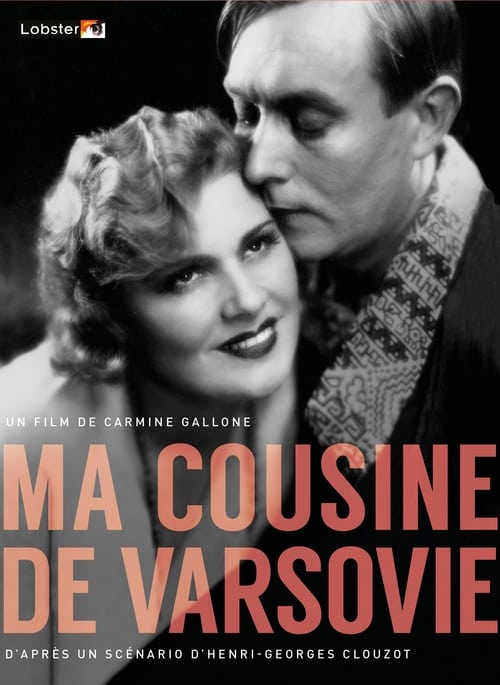 Lobster
UN FILM DE CARMINE GALLONE
MA COUSINE
DE VARSOVIE
D'APRÈS UN SCÉNARIO D'HENRI-GEORGES CLOUZOT